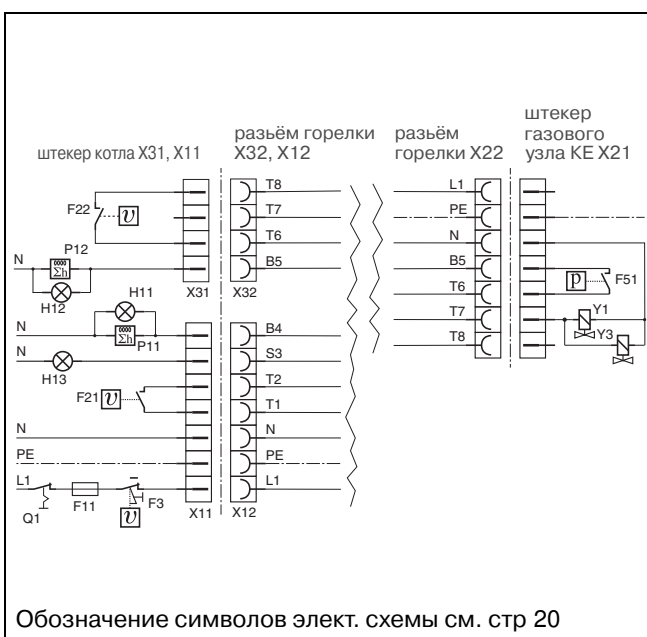 штекер котла X31, X11
разьём горелки
X32, X12
разьём
горелки X22
штекер
газового
узла КЕ X21
F22
υ
T8
T7
T6
B5
N
P12
Σh
H12
X31
X32
H11
N
Σh
P11
B4
N
H13
S3
F21
υ
T2
T1
N
N
PE
PE
L1
L1
Q1
F11
F3
υ
X11
X12
L1
PE
N
B5
T6
T7
T8
p
F51
Y1
Y3
Обозначение символов элект. схемы см. стр 20